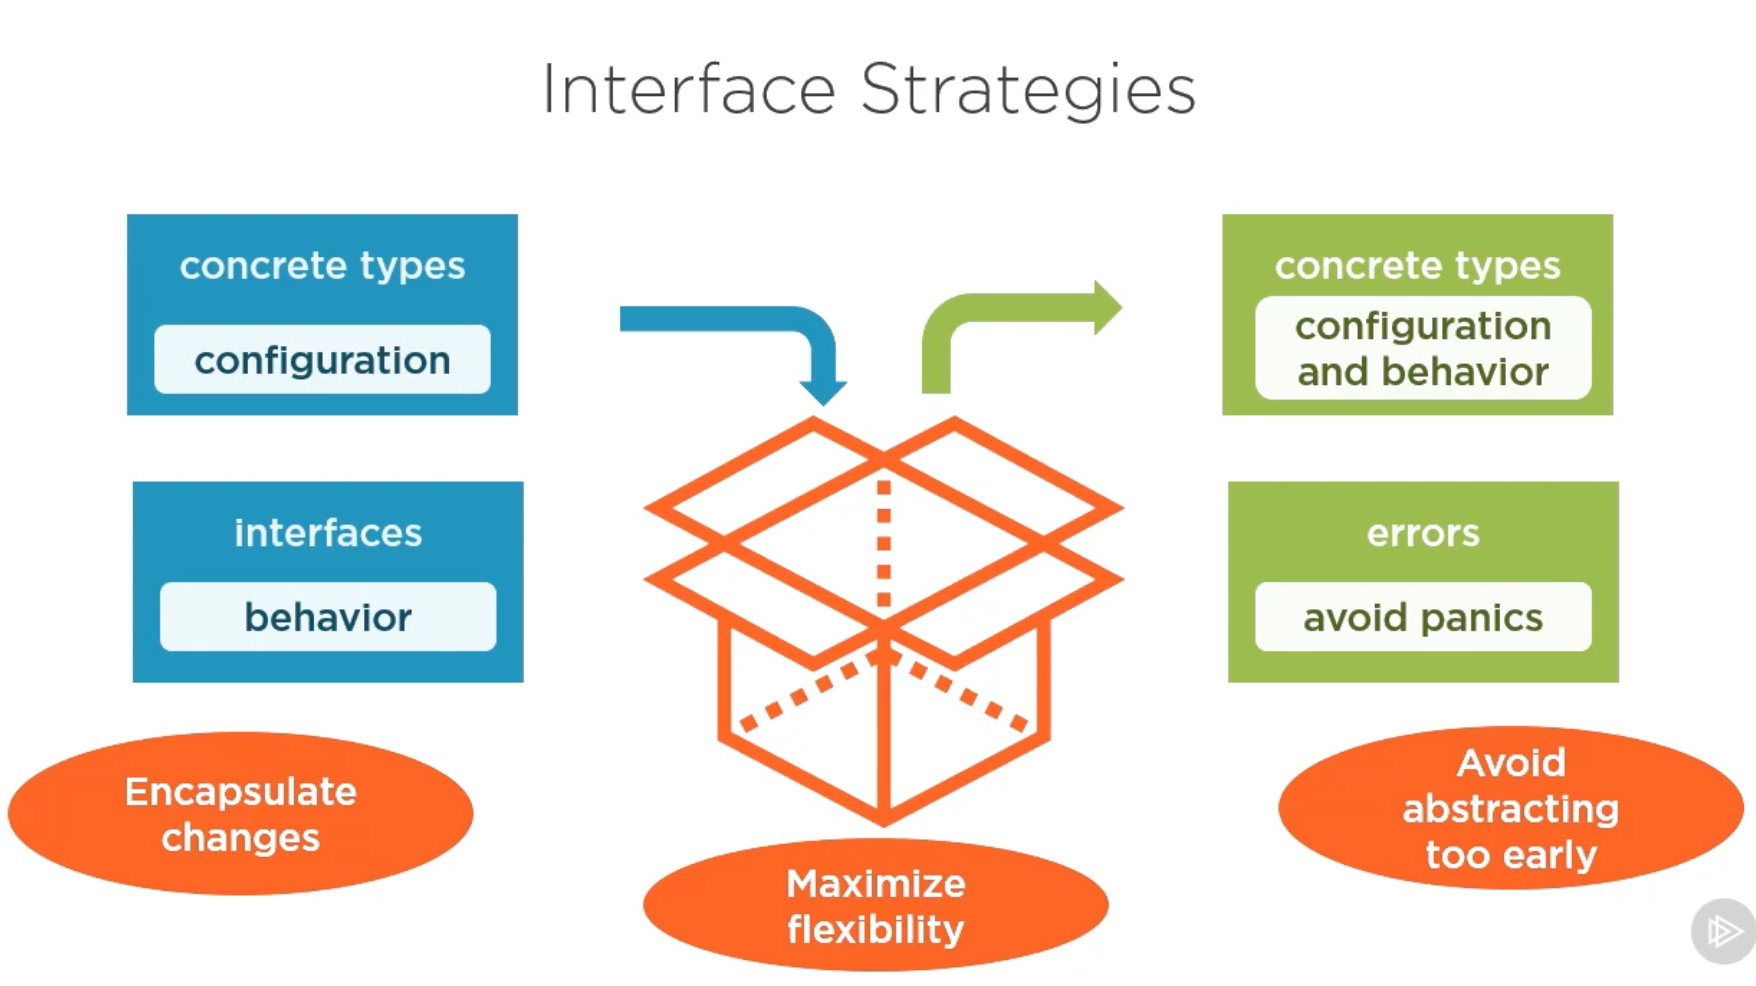 Interface Strategies
concrete types
configuration
interfaces
behavior
Encapsulate
changes
Maximize
flexibility
concrete types
configuration
and behavior
errors
avoid panics
Avoid
abstracting
too early